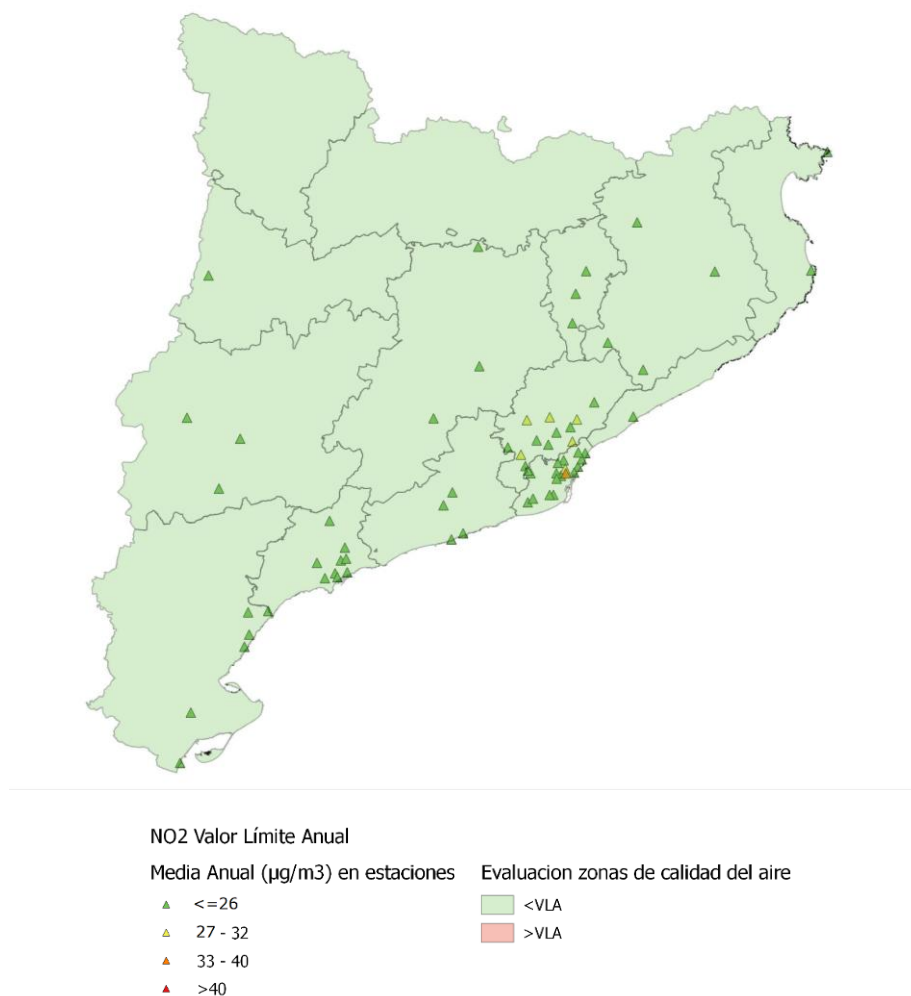 NO2 Valor Límite Anual
Media Anual (µg/m3) en estaciones
<=26
27 - 32
33 - 40
>40
Evaluacion zonas de calidad del aire
<VLA
>VLA